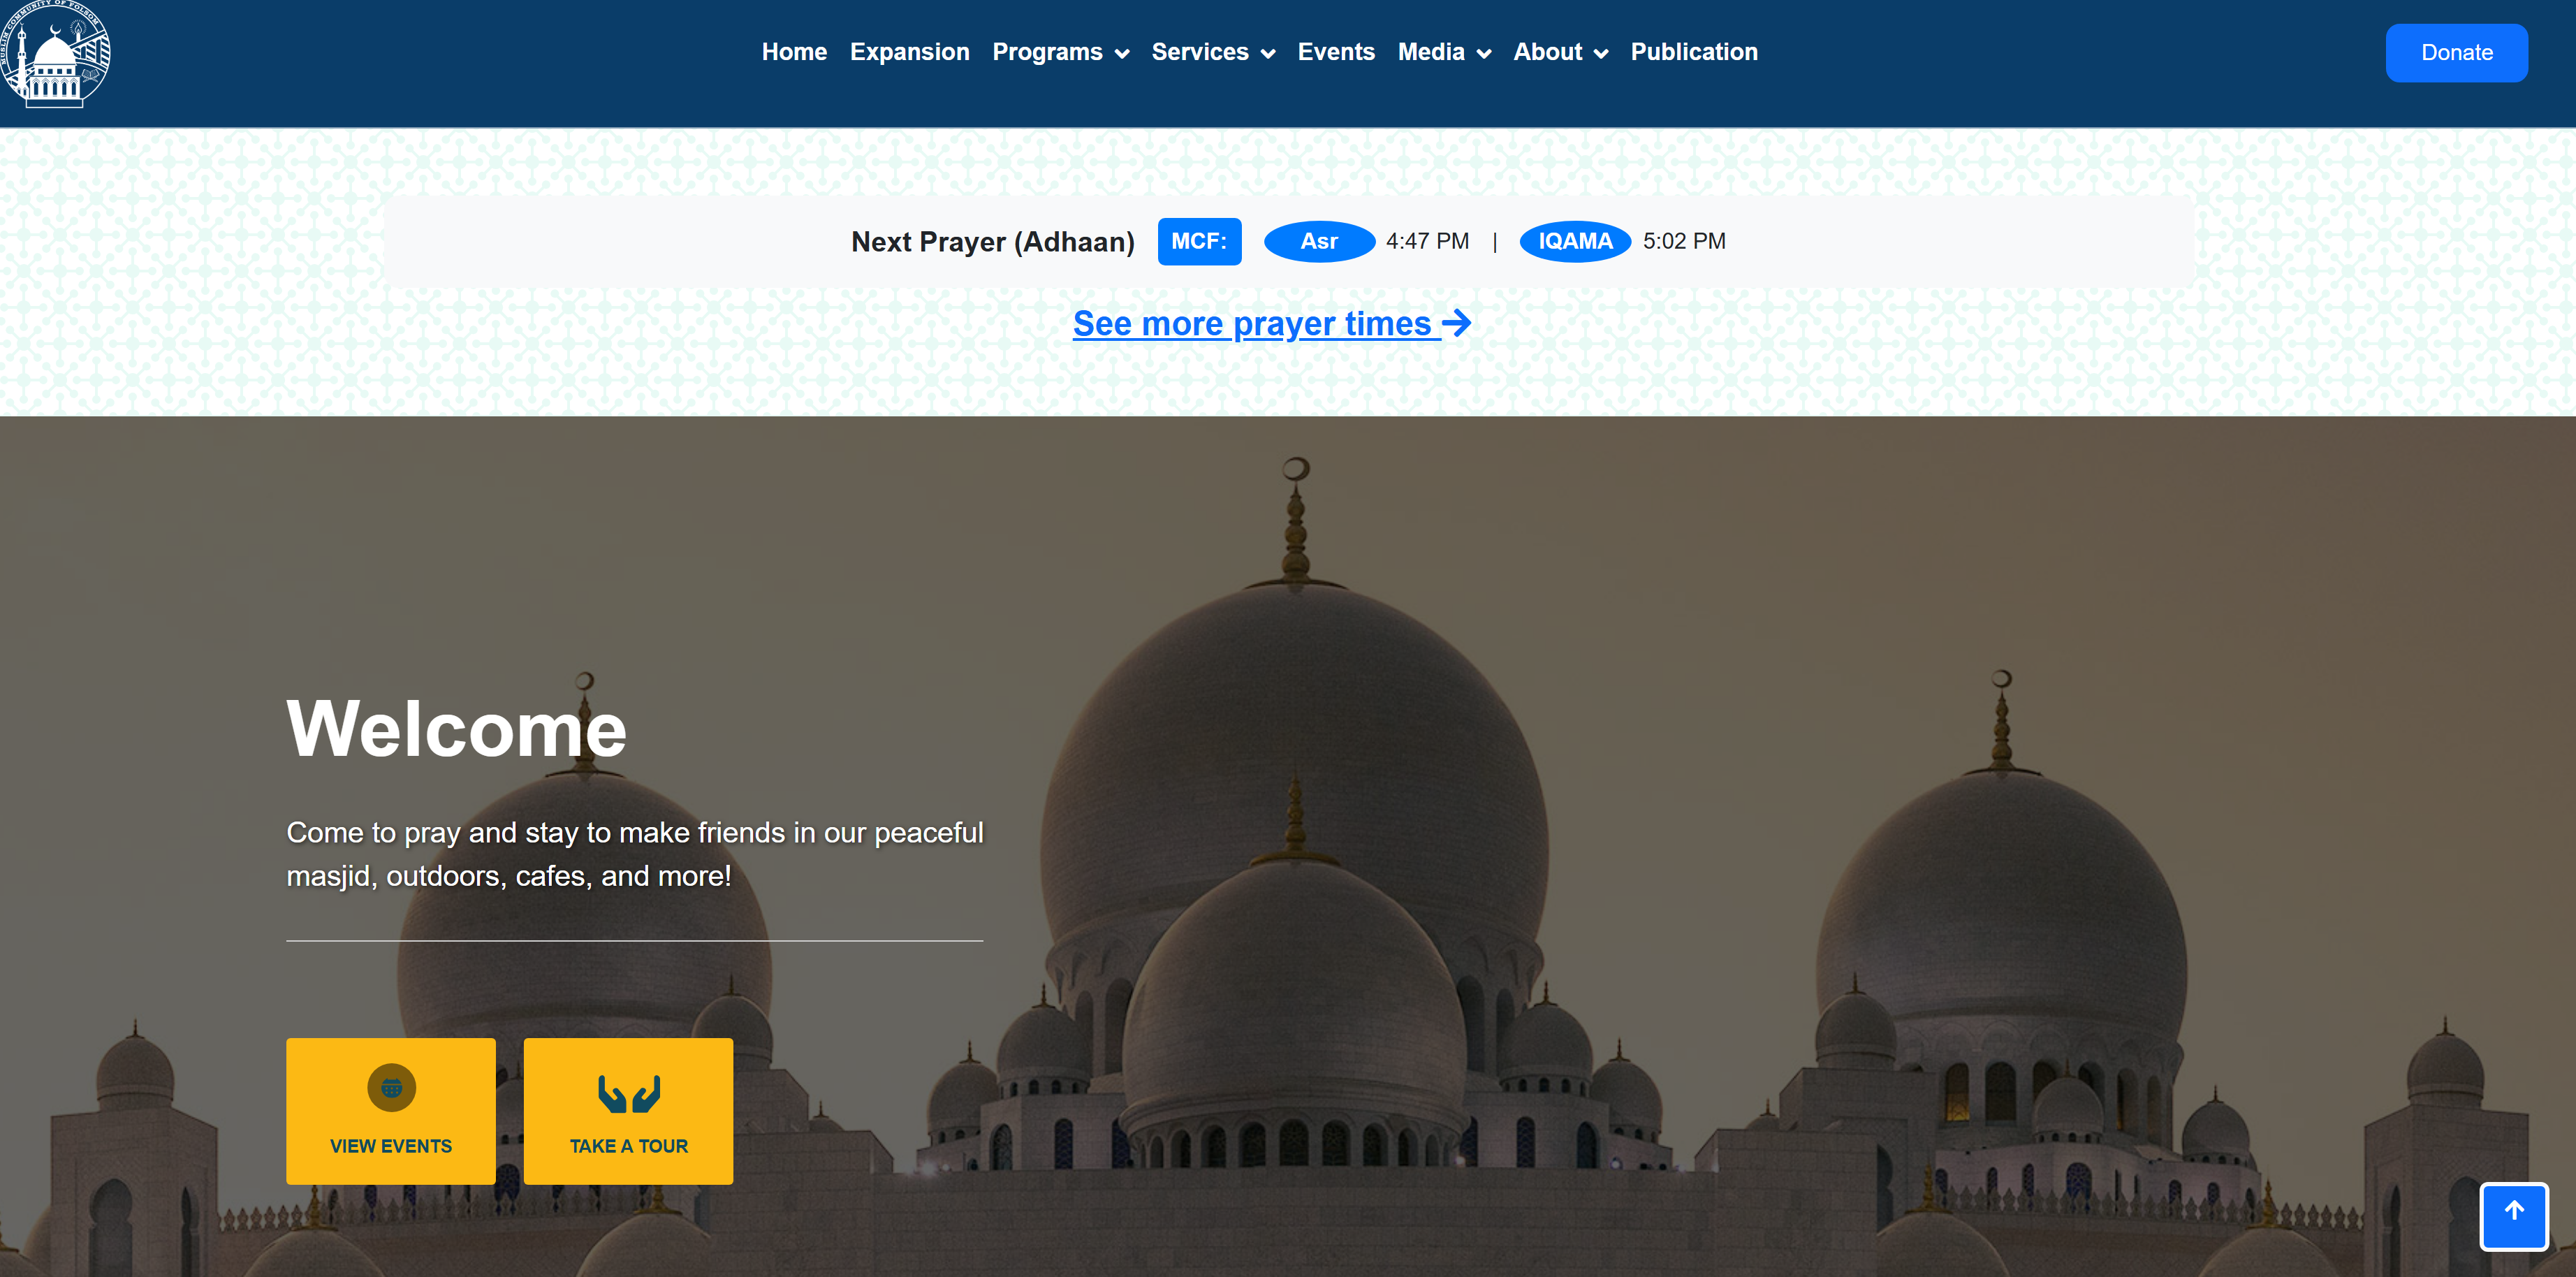 MUSLIM COMMUNITY OF FOLSOM
Home Expansion Programs Services Events Media About Publication
Donate
Next Prayer (Adhaan) MCF: Asr 4:47 PM | IQAMA 5:02 PM
See more prayer times
Welcome
Come to pray and stay to make friends in our peaceful
masjid, outdoors, cafes, and more!
VIEW EVENTS
TAKE A TOUR